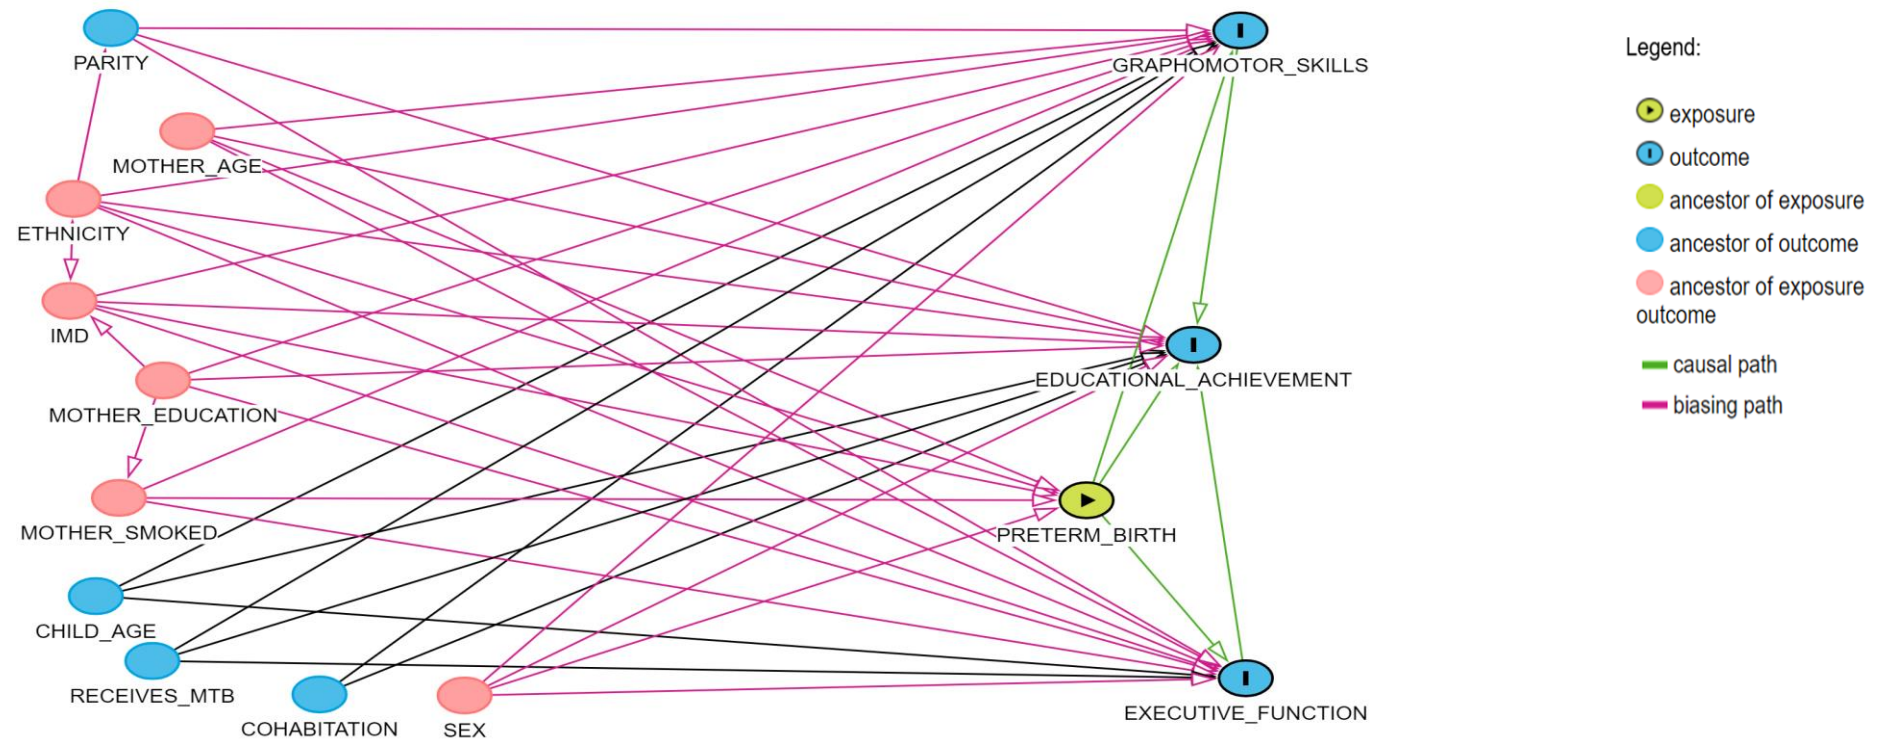 PARITY
GRAPHOMOTOR_SKILLS
MOTHER_AGE
ETHNICITY
IMD
MOTHER_EDUCATION
EDUCATIONAL_ACHIEVEMENT
MOTHER_SMOKED
PRETERM_BIRTH
CHILD_AGE
RECEIVES_MTB
COHABITATION
SEX
EXECUTIVE_FUNCTION
Legend:
exposure
outcome
ancestor of exposure
ancestor of outcome
ancestor of exposure
outcome
causal path
biasing path